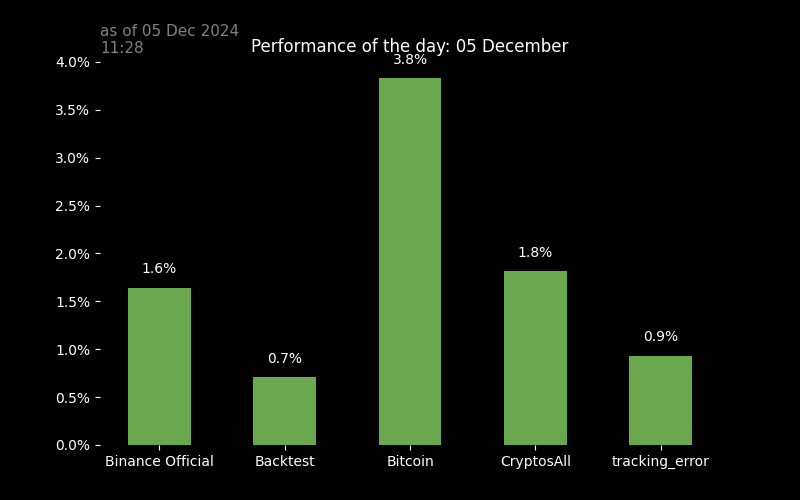 as of 05 Dec 2024
11:28
Performance of the day: 05 December
4.0%
3.5%
3.0%
2.5%
2.0%
1.5%
1.0%
0.5%
0.0%
1.6%
0.7%
3.8%
1.8%
0.9%
Binance Official
Backtest
Bitcoin
CryptosAll
tracking_error